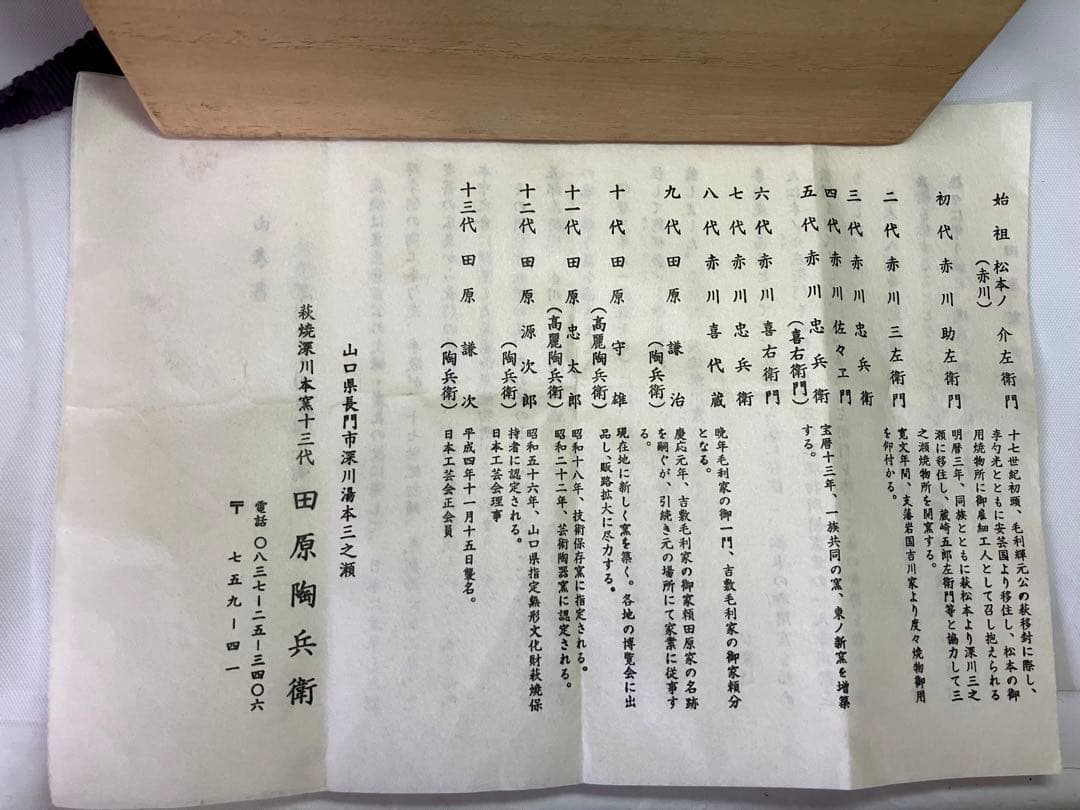 始祖 松本ノ介左衛門
(赤川)
十七世紀初頭、毛利輝元公の萩移封に際し、
李勺光とともに安芸国より移住し、松本の御
用焼物所に御雇細工人として召し抱えられる
初代 赤川助左衛門
明暦三年、同族とともに萩松本より深川三之
瀬に移住し、蔵崎五郎左衛門等と協力して三
之瀬焼物所を開窯する。
二代 赤川三左衛門
寛文年間、支藩岩国吉川家より度々焼物御用
を仰付かる。
三代 赤川忠兵衛
四代 赤川佐々ヱ門
五代 赤川忠兵衛
(喜右衛門)
宝暦十三年、一族共同の窯、東ノ新窯を増築
する。
六代 赤川喜右衛門
七代 赤川忠兵衛
八代 赤川喜代蔵
晩年毛利家の御一門、吉敷毛利家の御家頼分
となる。
九代 田原謙治
(陶兵衛)
慶応元年、吉敷毛利家の御家頼田原家の名跡
を嗣ぐが、引続き元の場所にて家業に従事す
る。
十代 田原守雄
(高麗陶兵衛)
現在地に新しく窯を築く。各地の博覧会に出
品し、販路拡大に尽力する。
十一代 田原忠太郎
(高麗陶兵衛)
昭和十八年、技術保存窯に指定される。
昭和二十二年、芸術陶器窯に認定される。
十二代 田原源次郎
(陶兵衛)
昭和五十六年、山口県指定無形文化財萩焼保
持者に認定される。
日本工芸会理事
十三代 田原謙次
(陶兵衛)
平成四年十一月十五日襲名。
日本工芸会正会員
山口県長門市深川湯本三之瀬
萩焼深川本窯十三代 田原陶兵衛
電話 〇八三七―二五―三四〇六
〒 七五九―四一